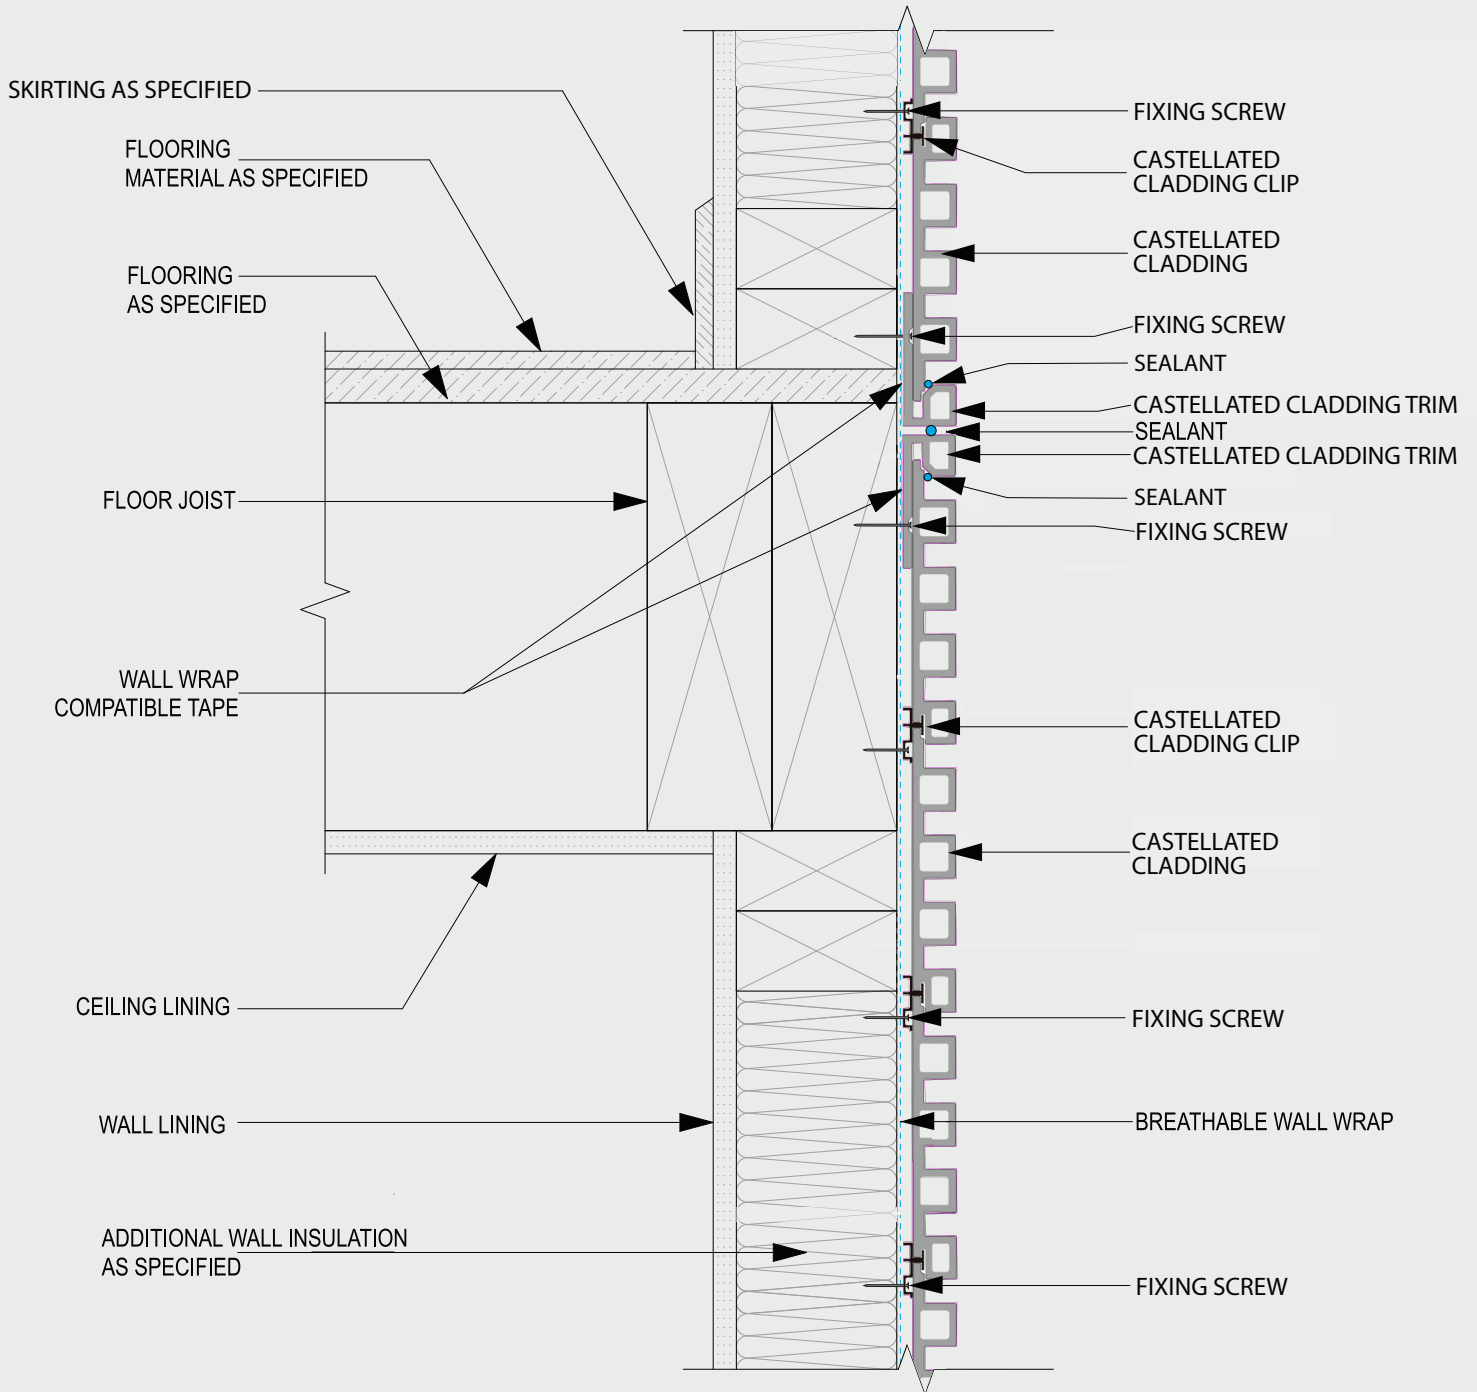 SKIRTING AS SPECIFIED
FLOORING
MATERIAL AS SPECIFIED
FLOORING
AS SPECIFIED
FLOOR JOIST
WALL WRAP
COMPATIBLE TAPE
CEILING LINING
WALL LINING
ADDITIONAL WALL INSULATION
AS SPECIFIED
FIXING SCREW
CASTELLATED
CLADDING CLIP
CASTELLATED
CLADDING
FIXING SCREW
SEALANT
CASTELLATED CLADDING TRIM
SEALANT
CASTELLATED CLADDING TRIM
SEALANT
FIXING SCREW
CASTELLATED
CLADDING CLIP
CASTELLATED
CLADDING
FIXING SCREW
BREATHABLE WALL WRAP
FIXING SCREW